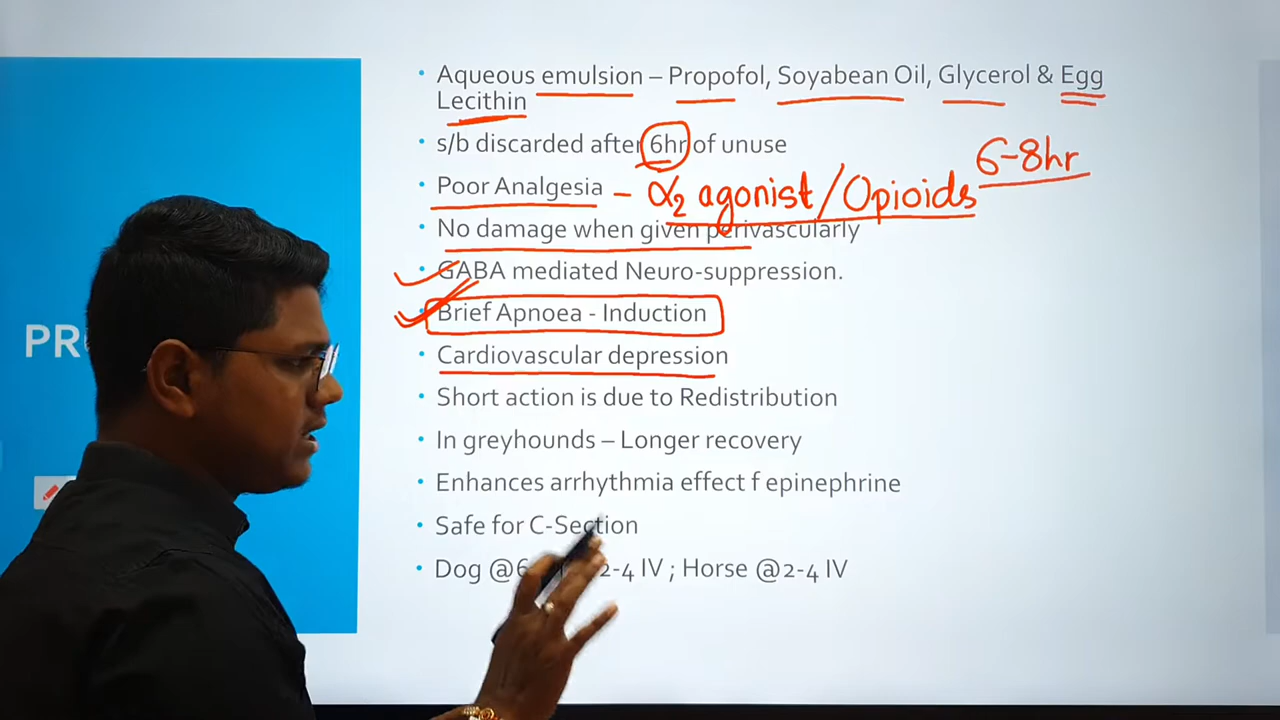 • Aqueous emulsion – Propofol, Soyabean Oil, Glycerol & Egg
Lecithin
• s/b discarded after 6hr of unuse
6-8hr
• Poor Analgesia – α2 agonist/Opioids
• No damage when given perivascularly
• GABA mediated Neuro-suppression.
• Brief Apnoea - Induction
• Cardiovascular depression
PR
• Short action is due to Redistribution
• In greyhounds – Longer recovery
• Enhances arrhythmia effect f epinephrine
• Safe for C-Section
• Dog @6 2-4 IV ; Horse @2-4 IV